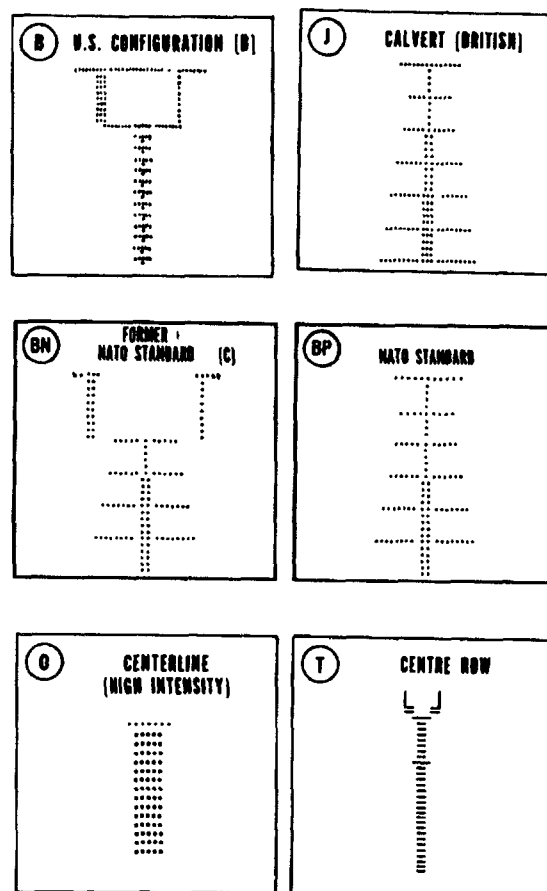 B U.S. CONFIGURATION (B)
J CALVERT (BRITISH)
BN FORMER
NATO STANDARD (C)
BP NATO STANDARD
O CENTERLINE
(HIGH INTENSITY)
T CENTRE ROW